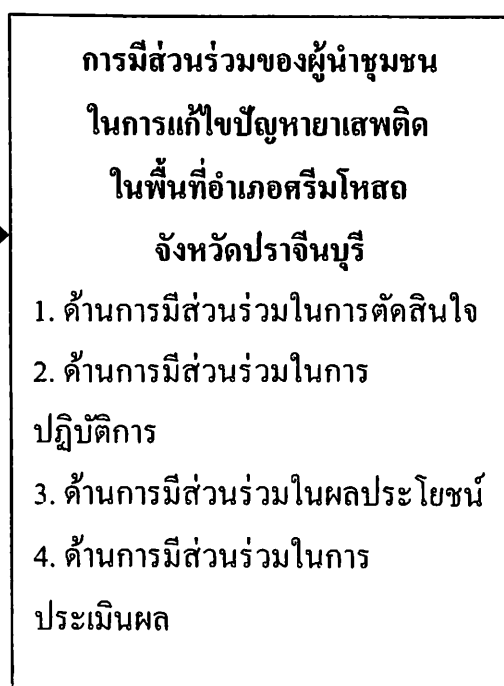 การมีส่วนร่วมของผู้นำชุมชน
ในการแก้ไขปัญหายาเสพติด
ในพื้นที่อำเภอศรีมโหสถ
จังหวัดปราจีนบุรี
1. ด้านการมีส่วนร่วมในการตัดสินใจ
2. ด้านการมีส่วนร่วมในการ
ปฏิบัติการ
3. ด้านการมีส่วนร่วมในผลประโยชน์
4. ด้านการมีส่วนร่วมในการ
ประเมินผล